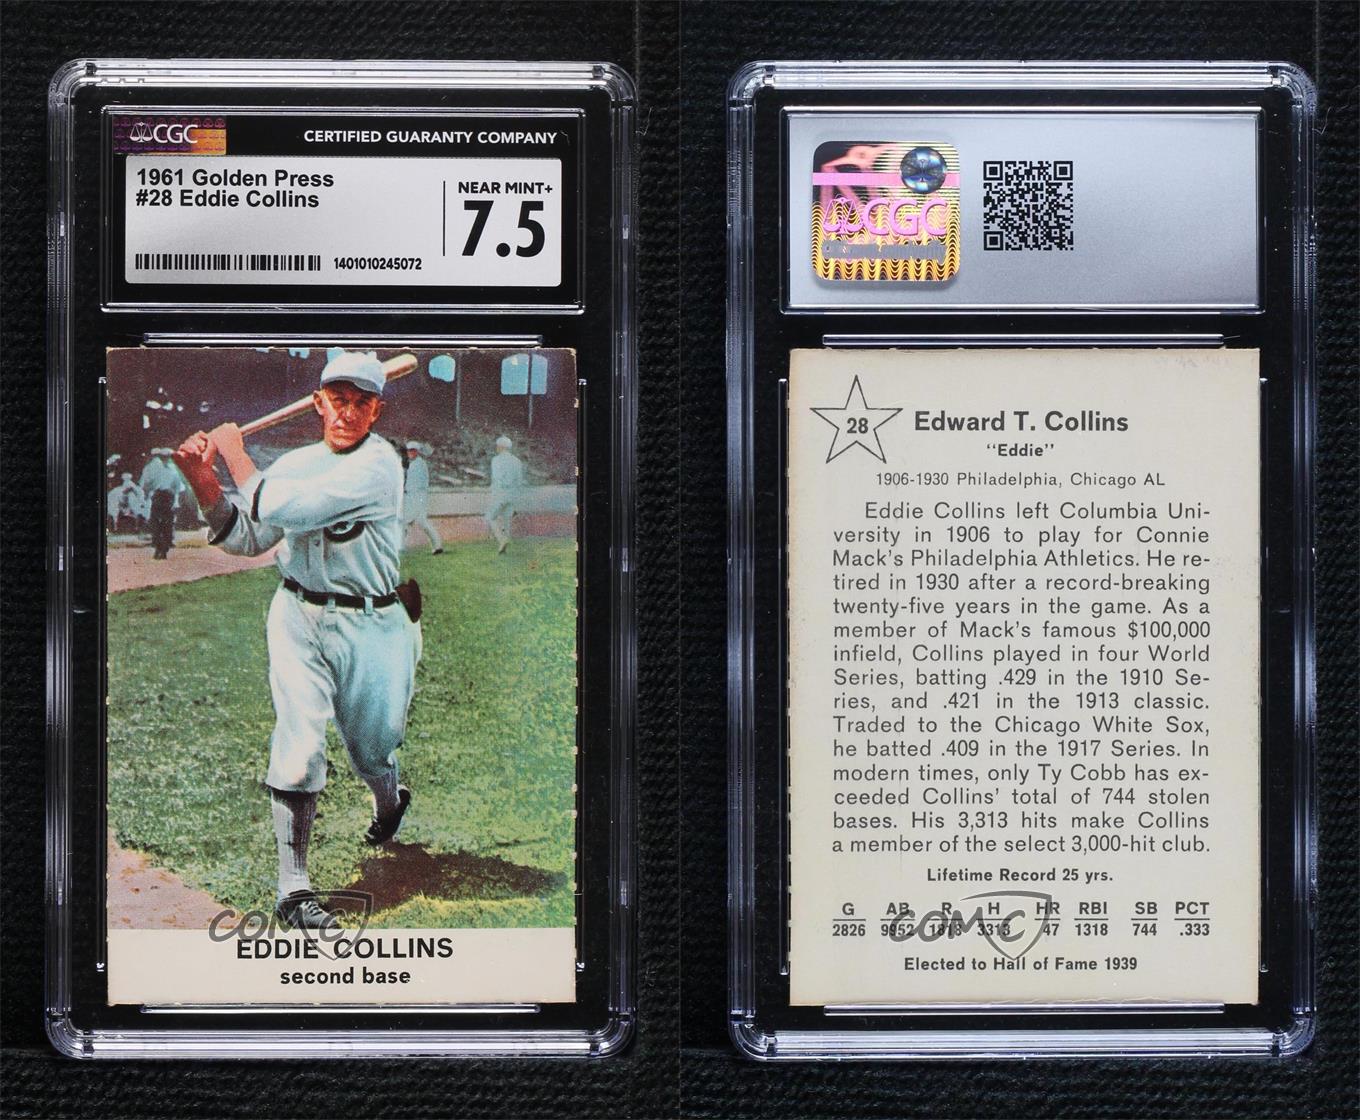 CGC
CERTIFIED GUARANTY COMPANY
1961 Golden Press
#28 Eddie Collins
NEAR MINT+
7.5
1401010245072
COMC
EDDIE COLLINS
second base
CGC
28
Edward T. Collins
"Eddie"
1906-1930 Philadelphia, Chicago AL
Eddie Collins left Columbia Uni-
versity in 1906 to play for Connie
Mack's Philadelphia Athletics. He re-
tired in 1930 after a record-breaking
twenty-five years in the game. As a
member of Mack's famous $100,000
infield, Collins played in four World
Series, batting .429 in the 1910 Se-
ries, and .421 in the 1913 classic.
Traded to the Chicago White Sox,
he batted .409 in the 1917 Series. In
modern times, only Ty Cobb has ex-
ceeded Collins' total of 744 stolen
bases. His 3,313 hits make Collins
a member of the select 3,000-hit club.
Lifetime Record 25 yrs.
G AB R H HR RBI SB PCT
2826 9952 1818 3313 47 1318 744 .333
COMC
Elected to Hall of Fame 1939